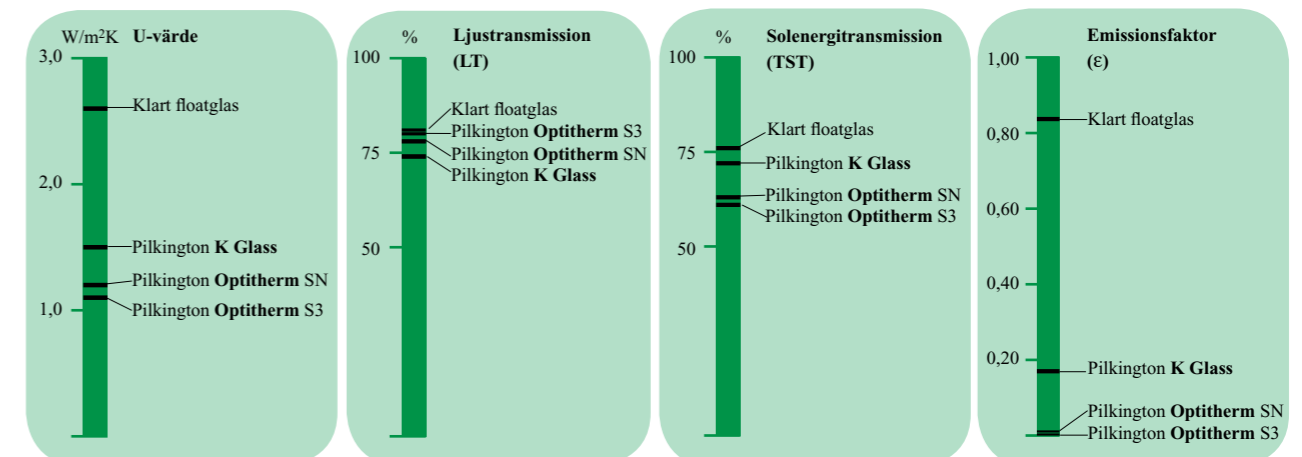 W/m²K U-värde
3,0
Klart floatglas
2,0
Pilkington K Glass
Pilkington Optitherm SN
1,0
Pilkington Optitherm S3
% Ljustransmission
(LT)
100
Klart floatglas
Pilkington Optitherm S3
75
Pilkington Optitherm SN
Pilkington K Glass
50
% Solenergitransmission
(TST)
100
Klart floatglas
75
Pilkington K Glass
Pilkington Optitherm SN
Pilkington Optitherm S3
50
Emissionsfaktor
(ε)
1,00
Klart floatglas
0,80
0,60
0,40
0,20
Pilkington K Glass
Pilkington Optitherm SN
Pilkington Optitherm S3